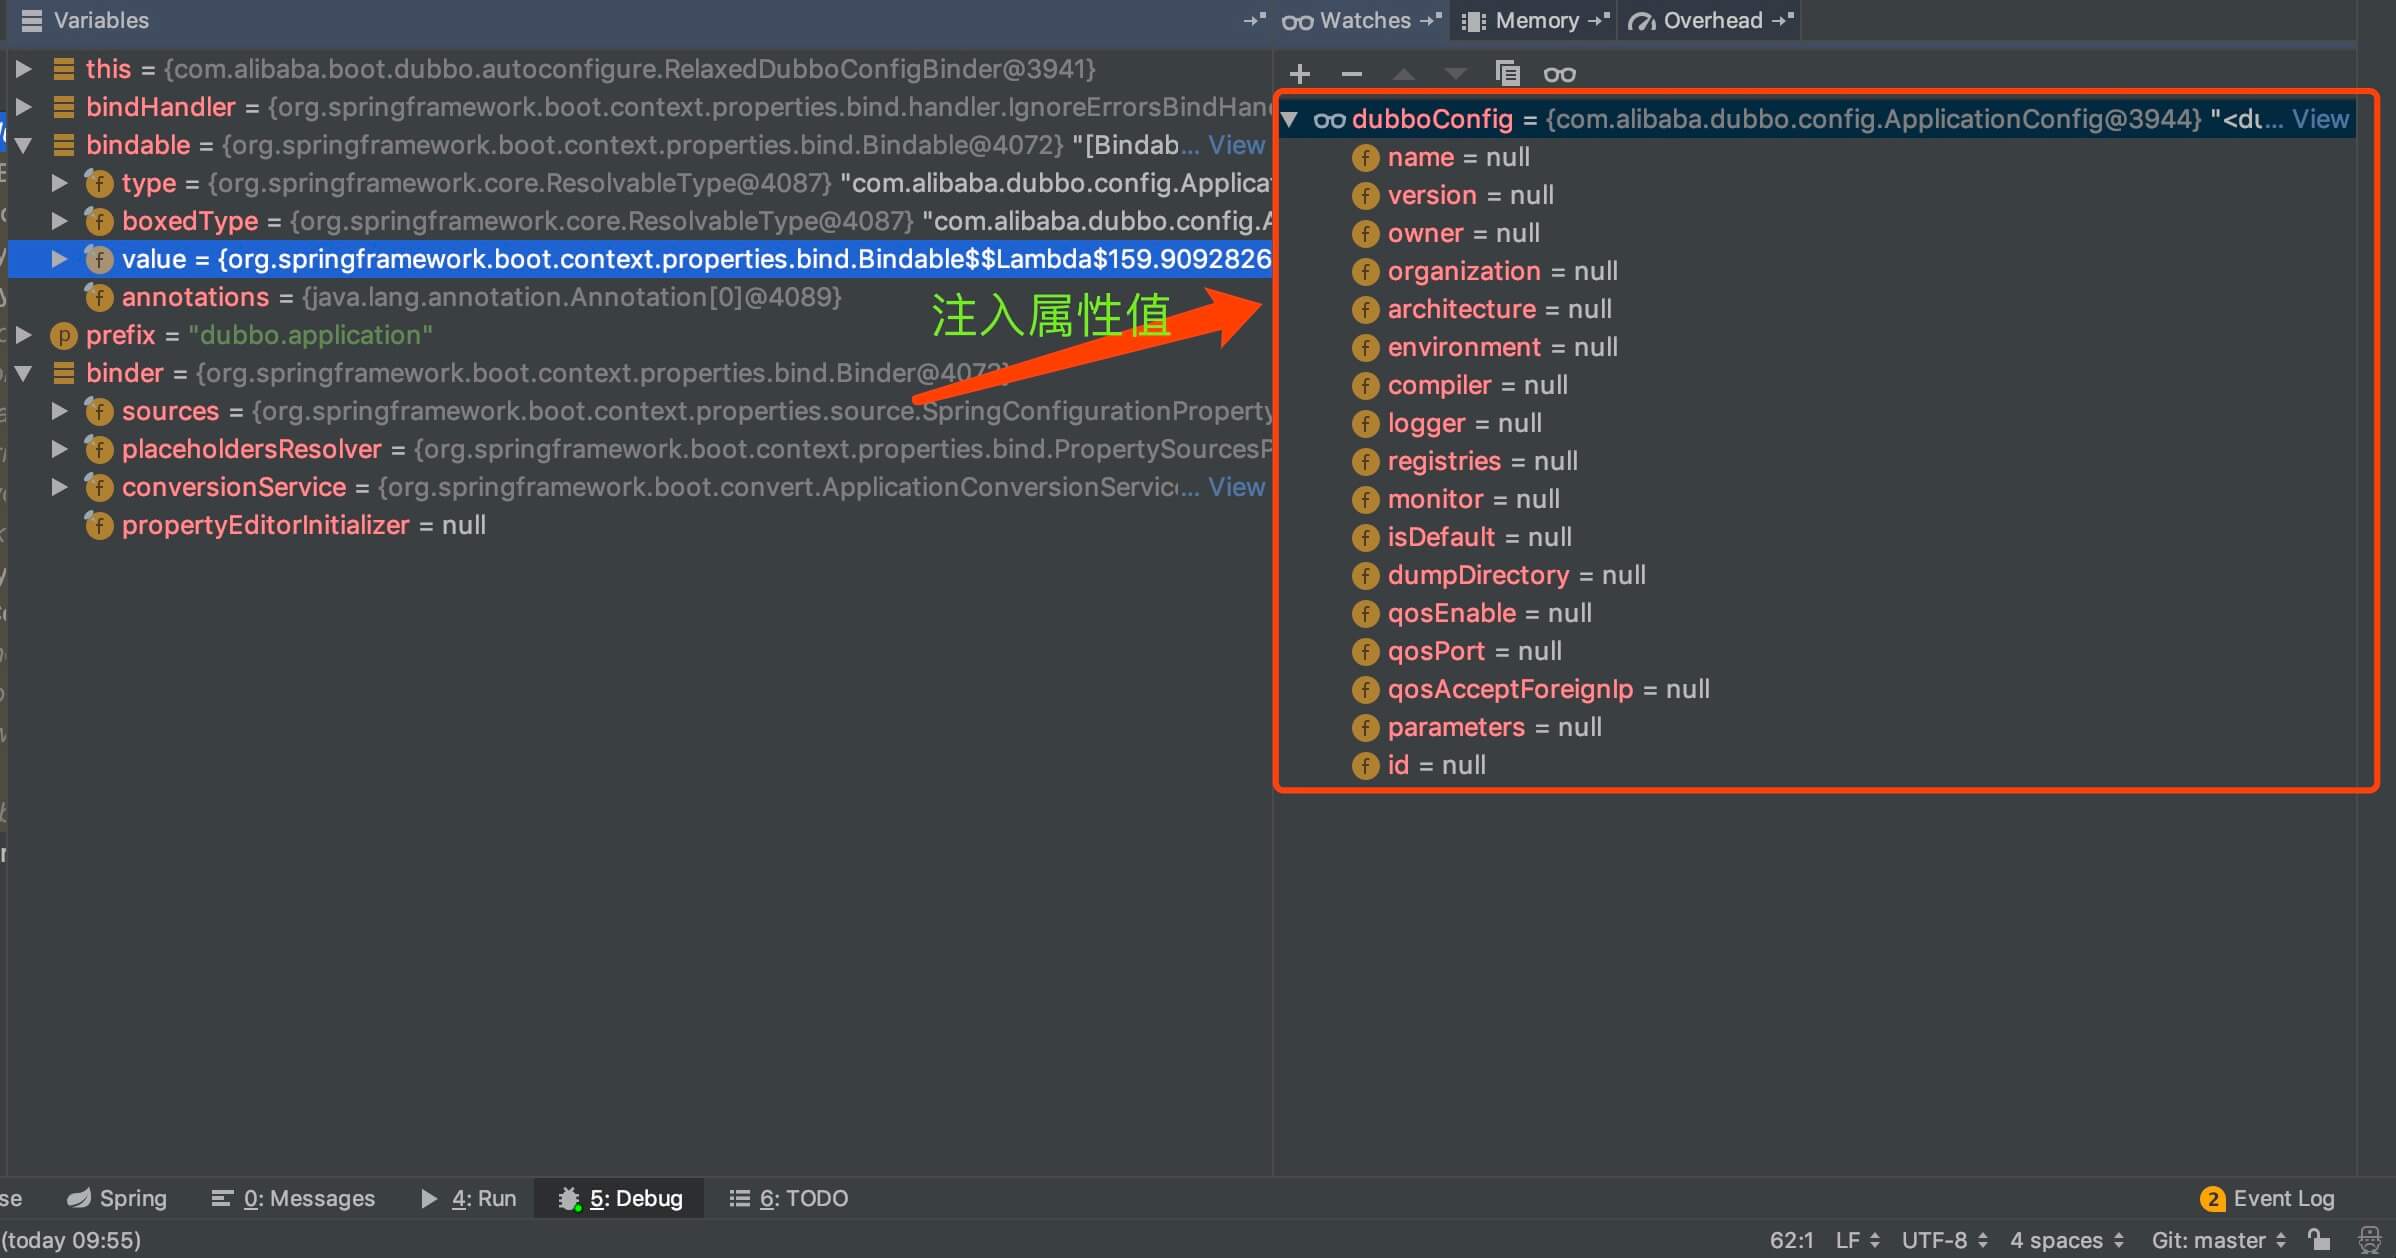 Variables
Watches
Memory
Overhead
this = {com.alibaba.boot.dubbo.autoconfigure.RelaxedDubboConfigBinder@3941}
bindHandler = {org.springframework.boot.context.properties.bind.handler.IgnoreErrorsBindHan
bindable = {org.springframework.boot.context.properties.bind.Bindable@4072} "[Bindab... View
type = {org.springframework.core.ResolvableType@4087} "com.alibaba.dubbo.config.Applica
boxedType = {org.springframework.core.ResolvableType@4087} "com.alibaba.dubbo.config.A
value = {org.springframework.boot.context.properties.bind.Bindable$$Lambda$159.9092826
annotations = {java.lang.annotation.Annotation[0]@4089}
注入属性值
prefix = "dubbo.application"
binder = {org.springframework.boot.context.properties.bind.Binder@4073}
sources = {org.springframework.boot.context.properties.source.SpringConfigurationProperty
placeholdersResolver = {org.springframework.boot.context.properties.bind.PropertySourcesP
conversionService = {org.springframework.boot.convert.ApplicationConversionServic... View
propertyEditorInitializer = null
dubboConfig = {com.alibaba.dubbo.config.ApplicationConfig@3944} "<du... View
name = null
version = null
owner = null
organization = null
architecture = null
environment = null
compiler = null
logger = null
registries = null
monitor = null
isDefault = null
dumpDirectory = null
qosEnable = null
qosPort = null
qosAcceptForeignIp = null
parameters = null
id = null
se Spring 0: Messages 4: Run 5: Debug 6: TODO 2 Event Log
(today 09:55) 62:1 LF UTF-8 4 spaces Git: master